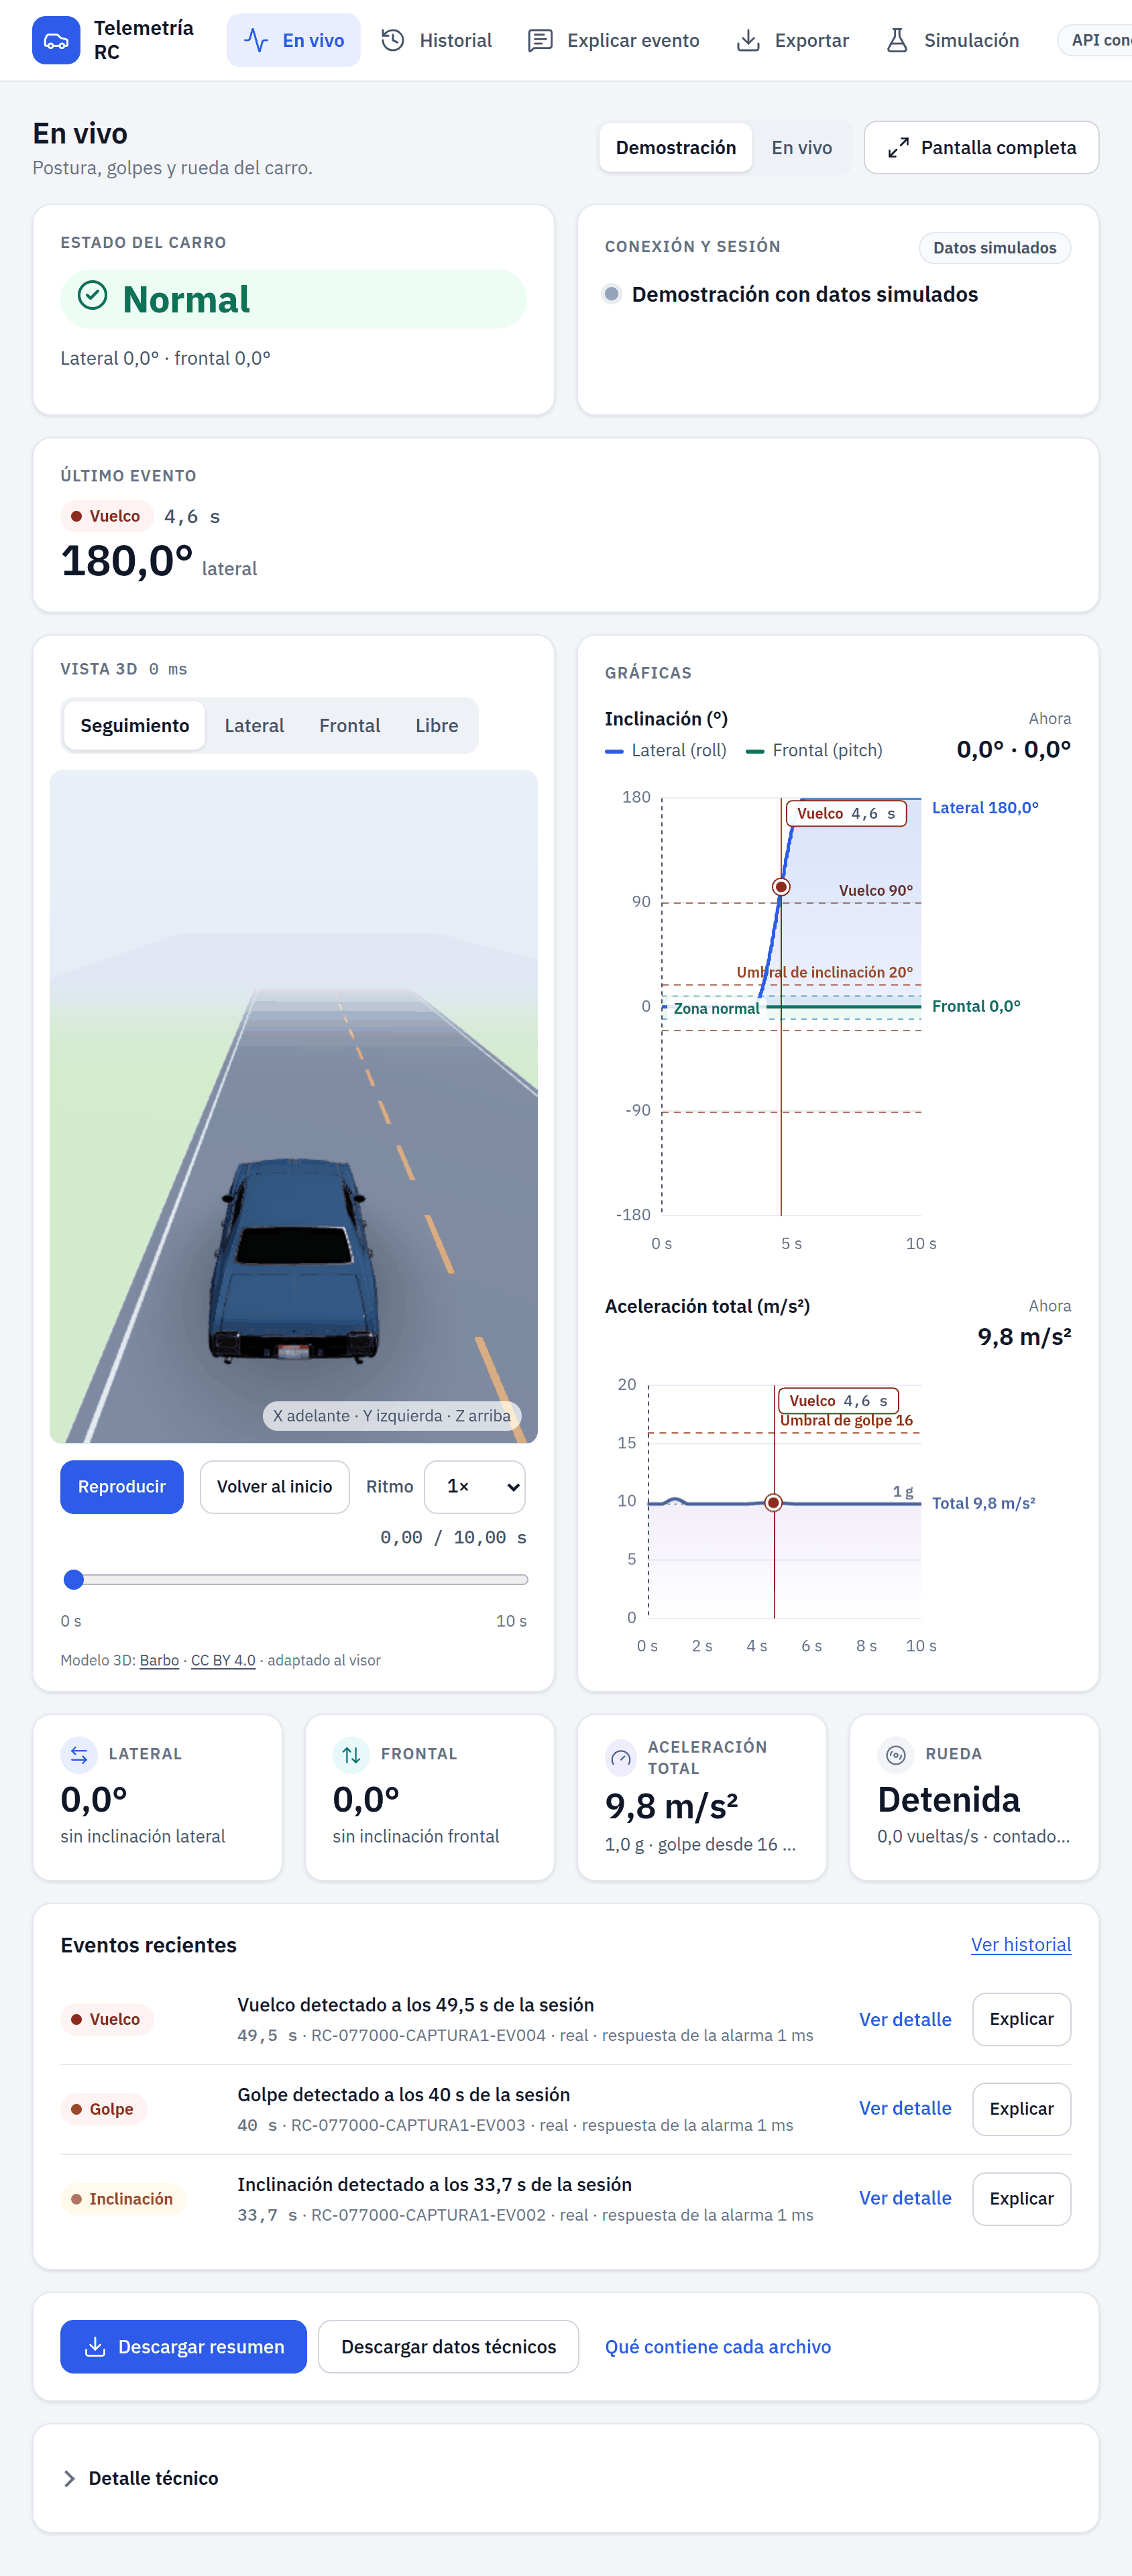 Telemetría
RC
En vivo
Historial
Explicar evento
Exportar
Simulación
API
En vivo
Postura, golpes y rueda del carro.
Demostración
En vivo
Pantalla completa
ESTADO DEL CARRO
Normal
Lateral 0,0° · frontal 0,0°
CONEXIÓN Y SESIÓN
Datos simulados
Demostración con datos simulados
ÚLTIMO EVENTO
Vuelco 4,6 s
180,0° lateral
VISTA 3D 0 ms
Seguimiento
Lateral
Frontal
Libre
X adelante · Y izquierda · Z arriba
Reproducir
Volver al inicio
Ritmo
1×
0,00 / 10,00 s
0 s
10 s
Modelo 3D: Barbo · CC BY 4.0 · adaptado al visor
GRÁFICAS
Inclinación (°)
Ahora
Lateral (roll)
Frontal (pitch)
0,0° · 0,0°
180
Vuelco 4,6 s
Lateral 180,0°
Vuelco 90°
90
Umbral de inclinación 20°
0
Zona normal
Frontal 0,0°
-90
-180
0 s
5 s
10 s
Aceleración total (m/s²)
Ahora
9,8 m/s²
20
Vuelco 4,6 s
Umbral de golpe 16
15
1 g
10
Total 9,8 m/s²
5
0
0 s
2 s
4 s
6 s
8 s
10 s
LATERAL
0,0°
sin inclinación lateral
FRONTAL
0,0°
sin inclinación frontal
ACELERACIÓN
TOTAL
9,8 m/s²
1,0 g · golpe desde 16 ...
RUEDA
Detenida
0,0 vueltas/s · contado...
Eventos recientes
Ver historial
Vuelco
Vuelco detectado a los 49,5 s de la sesión
49,5 s · RC-077000-CAPTURA1-EV004 · real · respuesta de la alarma 1 ms
Ver detalle
Explicar
Golpe
Golpe detectado a los 40 s de la sesión
40 s · RC-077000-CAPTURA1-EV003 · real · respuesta de la alarma 1 ms
Ver detalle
Explicar
Inclinación
Inclinación detectado a los 33,7 s de la sesión
33,7 s · RC-077000-CAPTURA1-EV002 · real · respuesta de la alarma 1 ms
Ver detalle
Explicar
Descargar resumen
Descargar datos técnicos
Qué contiene cada archivo
Detalle técnico